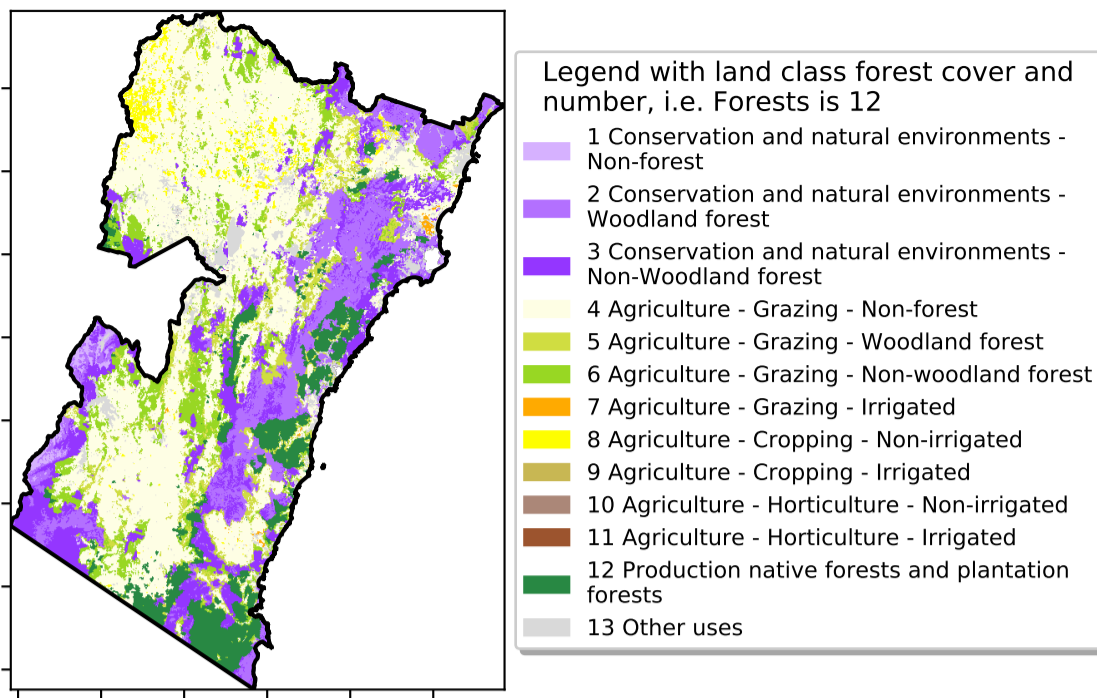 Legend with land class forest cover and
number, i.e. Forests is 12
1 Conservation and natural environments -
Non-forest
2 Conservation and natural environments -
Woodland forest
3 Conservation and natural environments -
Non-Woodland forest
4 Agriculture - Grazing - Non-forest
5 Agriculture - Grazing - Woodland forest
6 Agriculture - Grazing - Non-woodland forest
7 Agriculture - Grazing - Irrigated
8 Agriculture - Cropping - Non-irrigated
9 Agriculture - Cropping - Irrigated
10 Agriculture - Horticulture - Non-irrigated
11 Agriculture - Horticulture - Irrigated
12 Production native forests and plantation
forests
13 Other uses